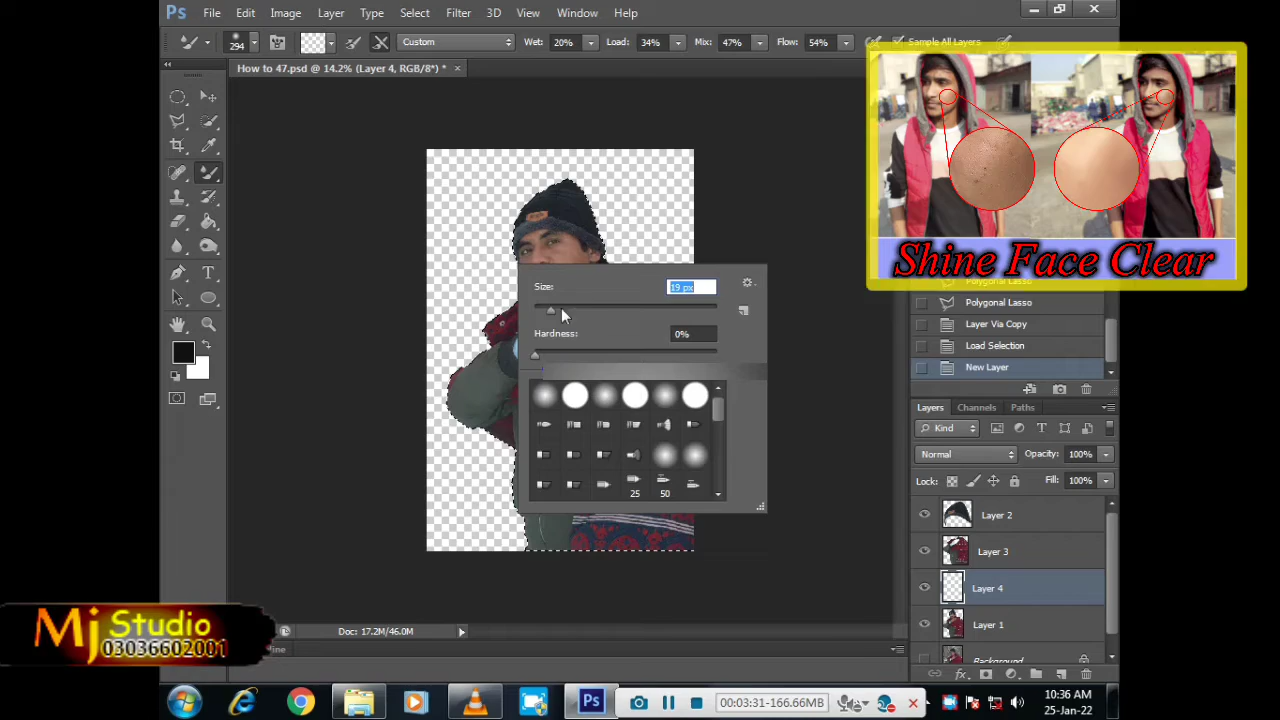 Ps File Edit Image Layer Type Select Filter 3D View Window Help
294 Custom Wet: 20% Load: 34% Mix: 47% Flow: 54% Sample All Layers
How to 47.psd @ 14.2% (Layer 4, RGB/8*) *
Shine Face Clear
Size: 19 px
Hardness: 0%
25 50
Polygonal Lasso
Polygonal Lasso
Layer Via Copy
Load Selection
New Layer
Layers Channels Paths
Kind
Normal Opacity: 100%
Lock: Fill: 100%
Layer 2
Layer 3
Layer 4
Layer 1
Background
Doc: 17.2M/46.0M
Mj Studio
03036602001
Ps 00:03:31-166.66MB
10:36 AM
25-Jan-22